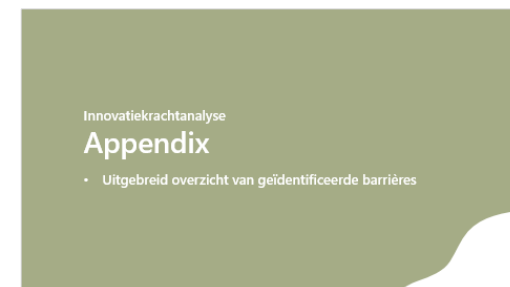 Innovatiekrachtanalyse
Appendix
• Uitgebreid overzicht van geïdentificeerde barrières